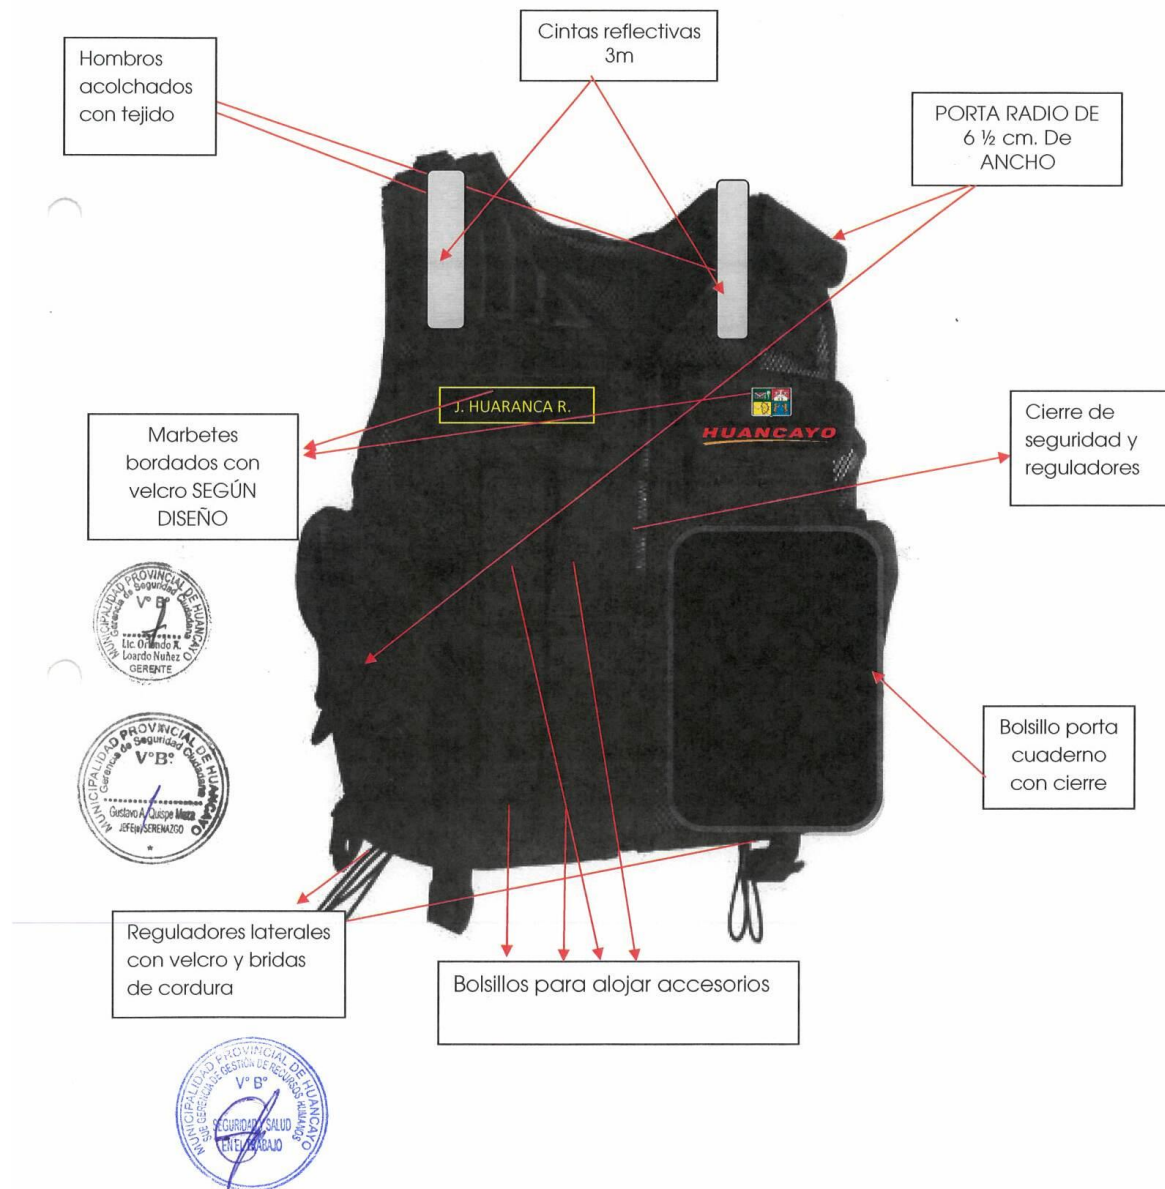 Cintas reflectivas
3m
Hombros
acolchados
con tejido
PORTA RADIO DE
6 ½ cm. De
ANCHO
J. HUARANCA R.
HUANCAYO
Cierre de
seguridad y
reguladores
Marbetes
bordados con
velcro SEGÚN
DISEÑO
MUNICIPALIDAD PROVINCIAL DE HUANCAYO
Gerencia de Seguridad Ciudadana
V° B°
Lic. Orlando A.
Loardo Nuñez
GERENTE
MUNICIPALIDAD PROVINCIAL DE HUANCAYO
Gerencia de Seguridad Ciudadana
V°B°.
Gustavo A. Quispe
JEFE(e) SERENAZGO
Bolsillo porta
cuaderno
con cierre
Reguladores laterales
con velcro y bridas
de cordura
Bolsillos para alojar accesorios
MUNICIPALIDAD PROVINCIAL DE HUANCAYO
SUB GERENCIA DE GESTIÓN DE RECURSOS HUMANOS
V° B°
SEGURIDAD Y SALUD
EN EL TRABAJO